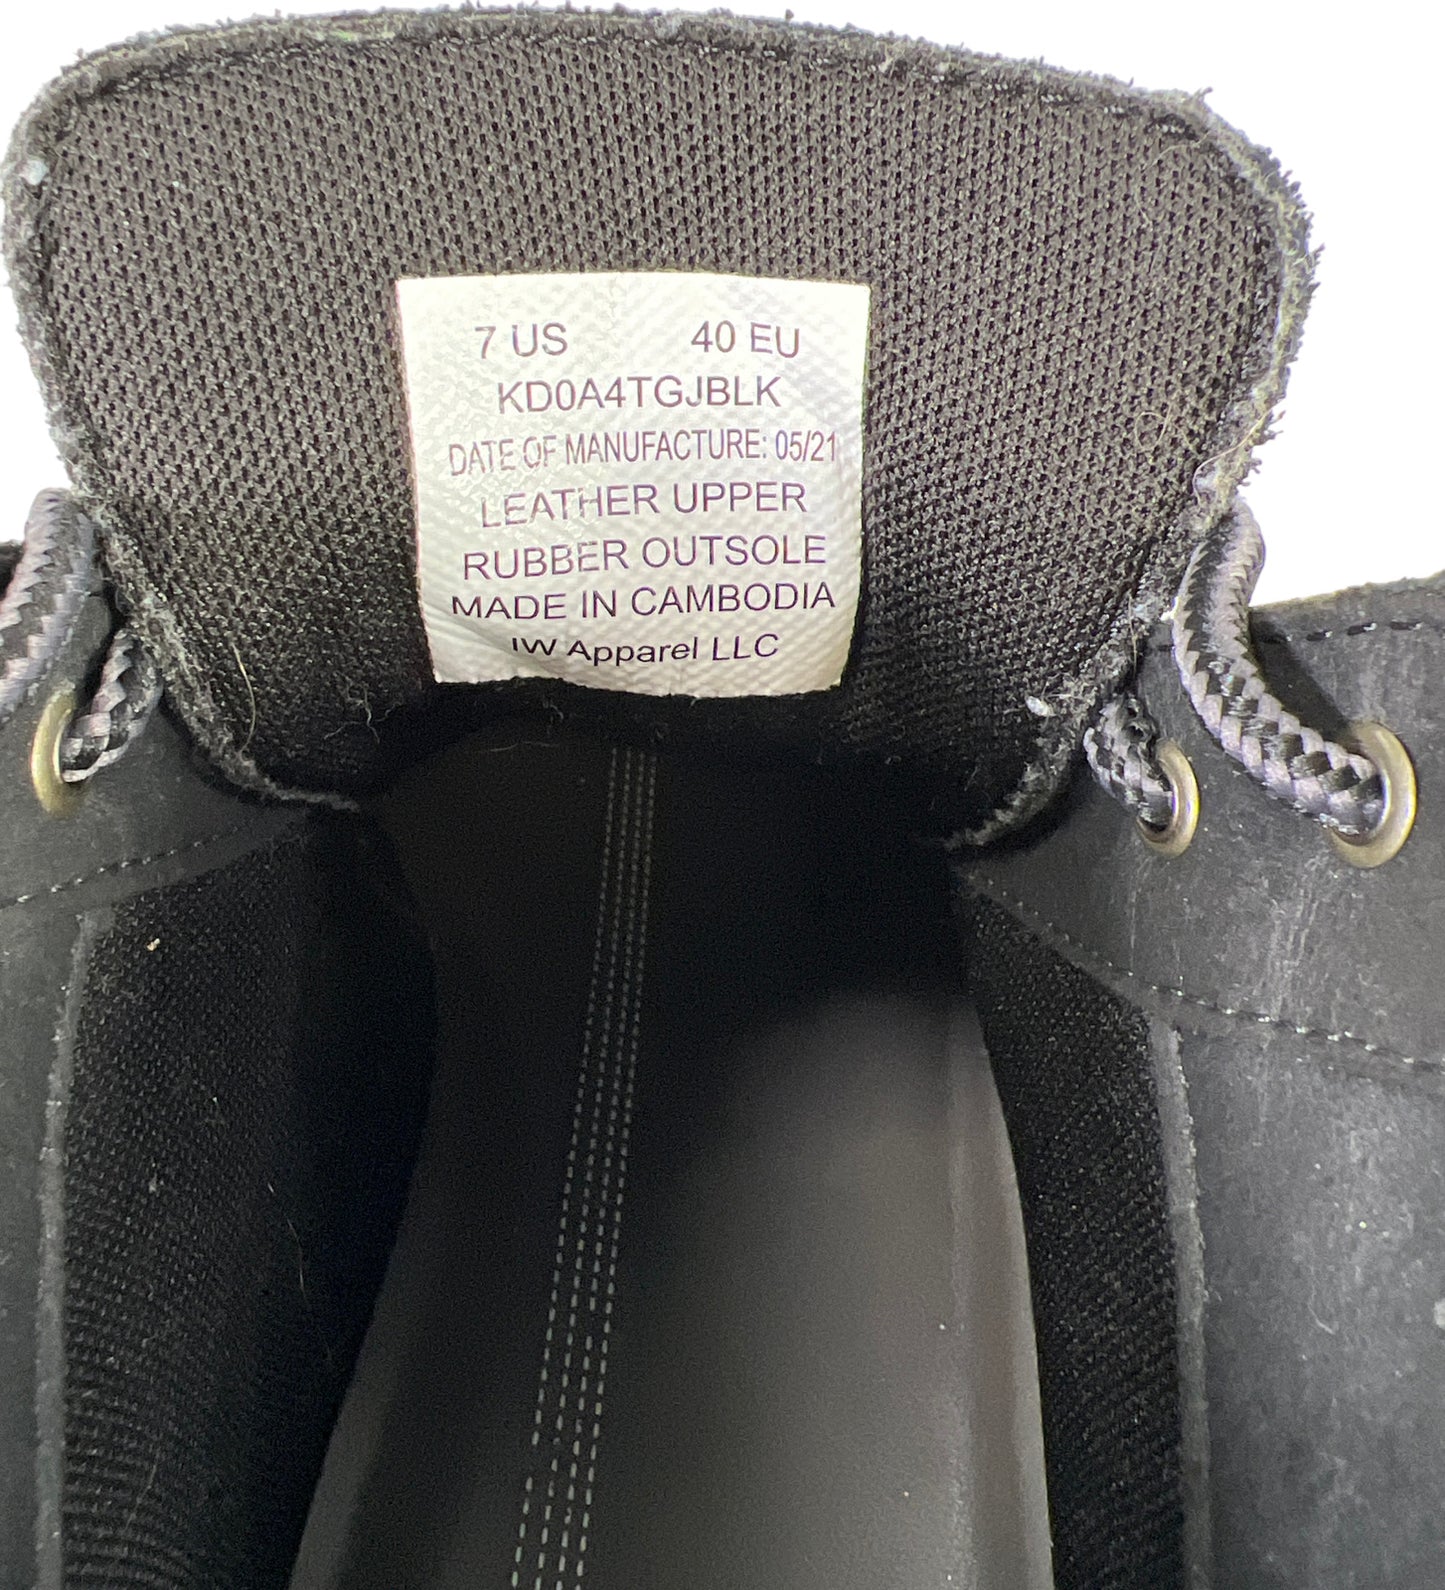 7 US 40 EU
KD0A4TGJBLK
DATE OF MANUFACTURE: 05/21
LEATHER UPPER
RUBBER OUTSOLE
MADE IN CAMBODIA
IW Apparel LLC